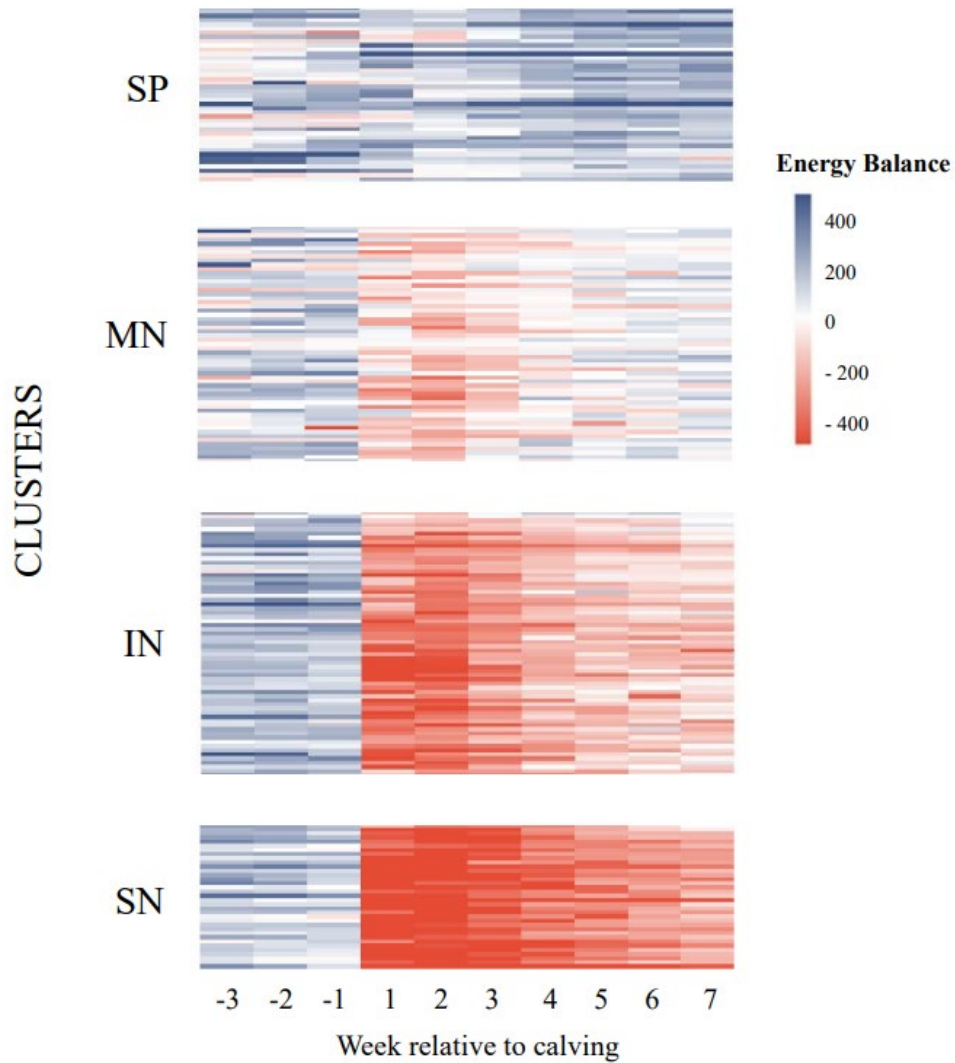 SP
MN
IN
SN
CLUSTERS
Energy Balance
400
200
0
- 200
- 400
-3 -2 -1 1 2 3 4 5 6 7
Week relative to calving